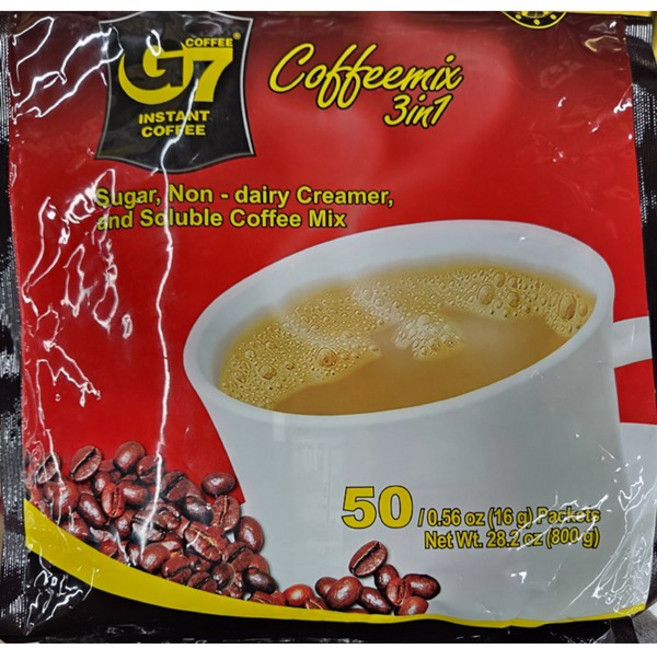 COFFEE
G7®
INSTANT
COFFEE
Coffeemix
3in1
Sugar, Non - dairy Creamer,
and Soluble Coffee Mix
50 / 0.56 oz (16 g) Packets
Net Wt. 28.2 oz (800 g)